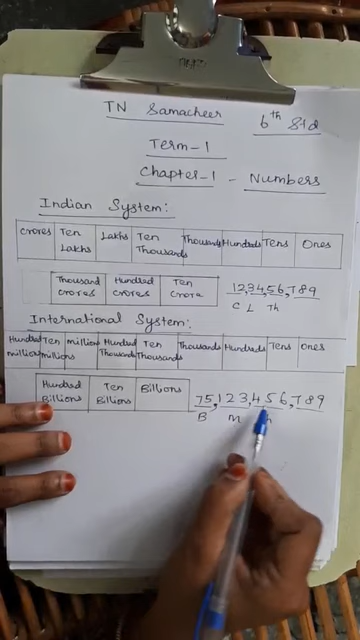 TN Samacheer 6th Std
Term-1
Chapter-1 - Numbers
Indian System:
Crores Ten Lakhs Lakhs Ten Thousands Thousands Hundreds Tens Ones
Thousand Crores Hundred Crores Ten Crore 12,34,56,789
C L Th
International System:
Hundred millions Ten millions millions Hundred Thousands Ten Thousands Thousands Hundreds Tens Ones
Hundred Billions Ten Billions Billions 75,123,456,789
B M